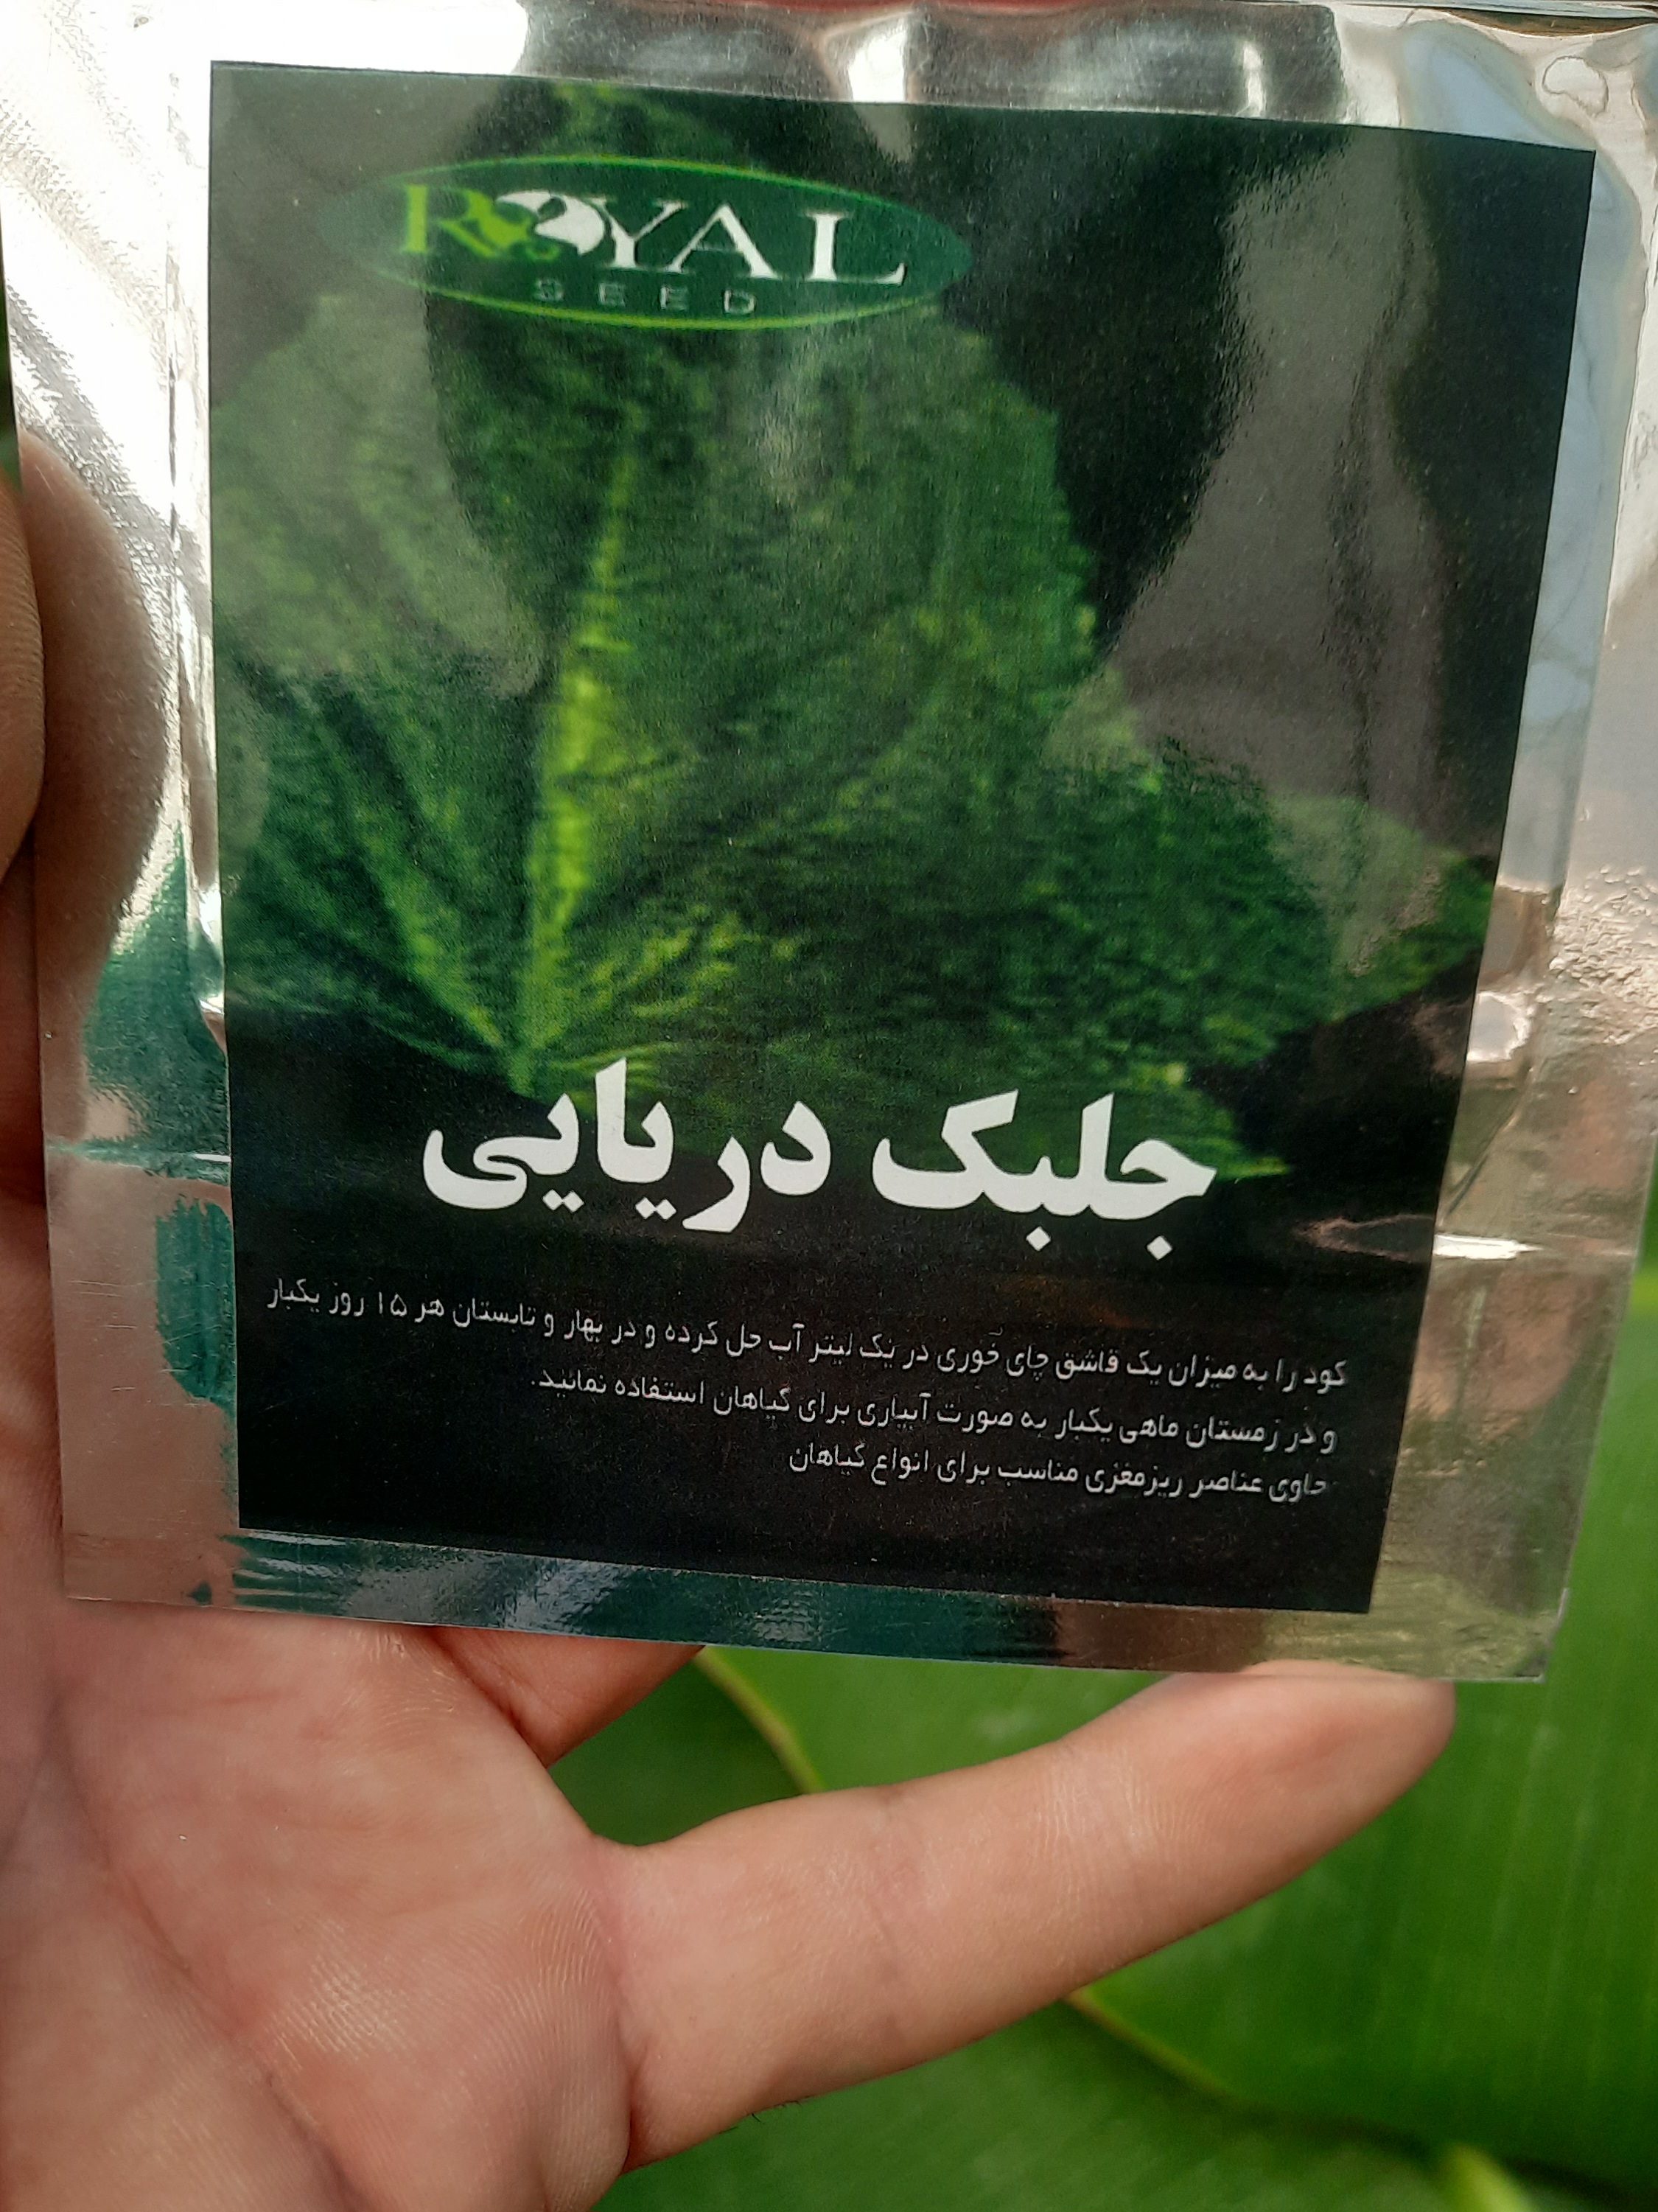 ROYAL
SEED
جلبک دریایی
کود را به میزان یک قاشق چای خوری در یک لیتر آب حل کرده و در بهار و تابستان هر ۱۵ روز یکبار
و در زمستان ماهی یکبار به صورت آبیاری برای گیاهان استفاده نمائید.
حاوی عناصر ریزمغزی مناسب برای انواع گیاهان